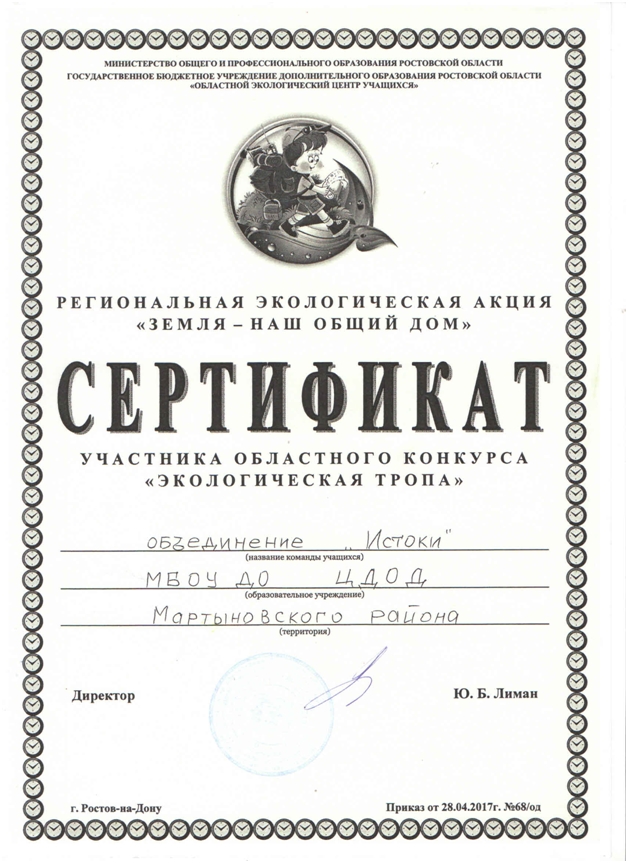 МИНИСТЕРСТВО ОБЩЕГО И ПРОФЕССИОНАЛЬНОГО ОБРАЗОВАНИЯ РОСТОВСКОЙ ОБЛАСТИ
ГОСУДАРСТВЕННОЕ БЮДЖЕТНОЕ УЧРЕЖДЕНИЕ ДОПОЛНИТЕЛЬНОГО ОБРАЗОВАНИЯ РОСТОВСКОЙ ОБЛАСТИ
«ОБЛАСТНОЙ ЭКОЛОГИЧЕСКИЙ ЦЕНТР УЧАЩИХСЯ»
РЕГИОНАЛЬНАЯ ЭКОЛОГИЧЕСКАЯ АКЦИЯ
«ЗЕМЛЯ – НАШ ОБЩИЙ ДОМ»
СЕРТИФИКАТ
УЧАСТНИКА ОБЛАСТНОГО КОНКУРСА
«ЭКОЛОГИЧЕСКАЯ ТРОПА»
объединение „Истоки"
(название команды учащихся)
МБОУ ДО ЦДОД
(образовательное учреждение)
Мартыновского района
(территория)
Директор Ю. Б. Лиман
г. Ростов-на-Дону Приказ от 28.04.2017г. №68/од